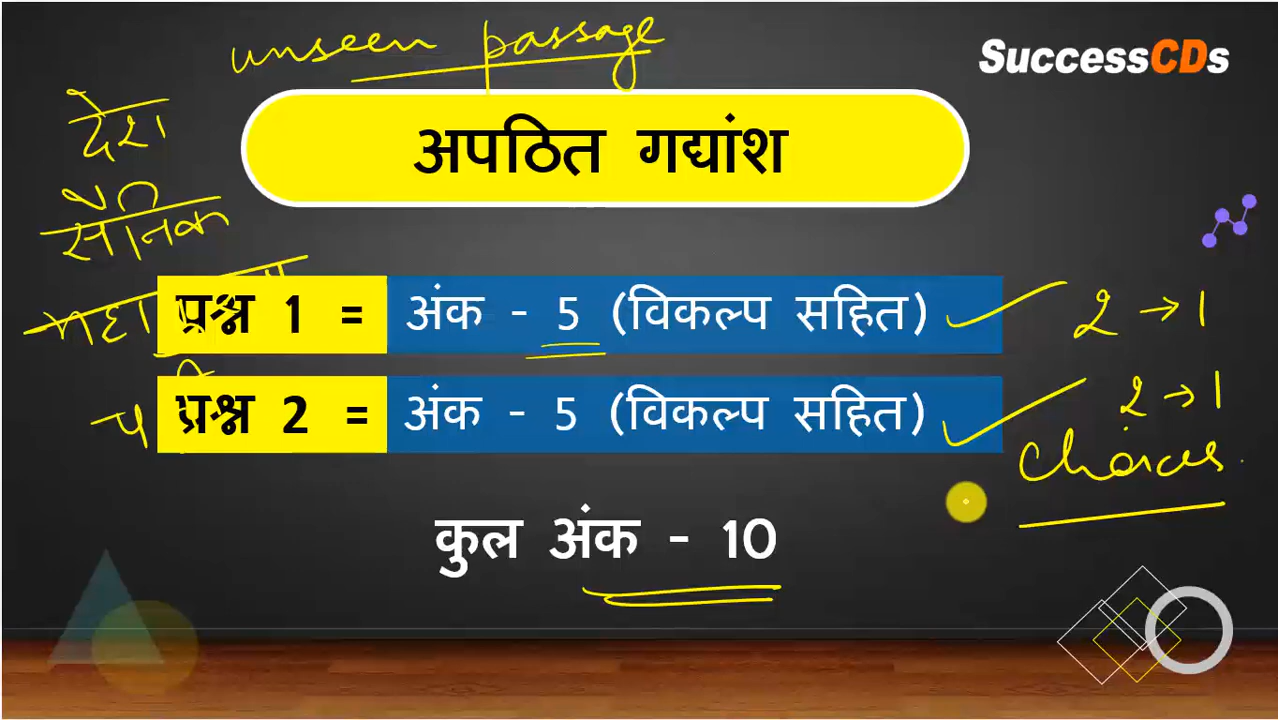 unseen passage
SuccessCDs
देश
अपठित गद्यांश
सैनिक
प्रश्न 1 = अंक - 5 (विकल्प सहित) 2 → 1
प्रश्न 2 = अंक - 5 (विकल्प सहित) 2 → 1
choices
कुल अंक - 10